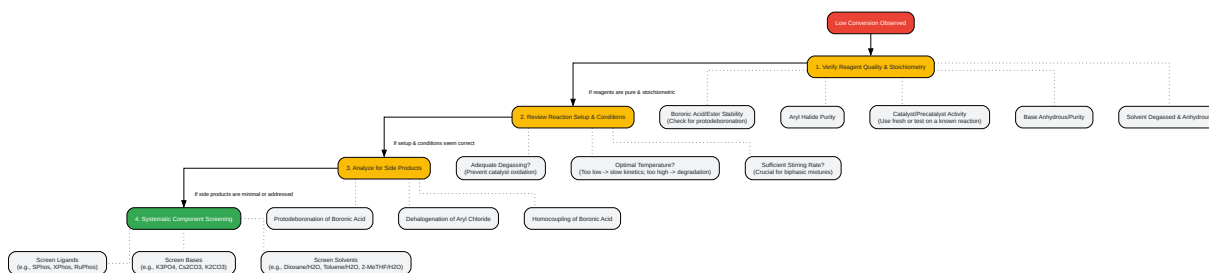 Low Conversion Observed
1. Verify Reagent Quality & Stoichiometry
If reagents are pure & stoichiometric
Boronic Acid/Ester Stability
(Check for protodeboronation)
Aryl Halide Purity
Catalyst/Precatalyst Activity
(Use fresh or test on a known reaction)
Base Anhydrous/Purity
Solvent Degassed & Anhydrous
2. Review Reaction Setup & Conditions
If setup & conditions seem correct
Adequate Degassing?
(Prevent catalyst oxidation)
Optimal Temperature?
(Too low -> slow kinetics; too high -> degradation)
Sufficient Stirring Rate?
(Crucial for biphasic mixtures)
3. Analyze for Side Products
If side products are minimal or addressed
Protodeboronation of Boronic Acid
Dehalogenation of Aryl Chloride
Homocoupling of Boronic Acid
4. Systematic Component Screening
Screen Ligands
(e.g., SPhos, XPhos, RuPhos)
Screen Bases
(e.g., K3PO4, Cs2CO3, K2CO3)
Screen Solvents
(e.g., Dioxane/H2O, Toluene/H2O, 2-MeTHF/H2O)